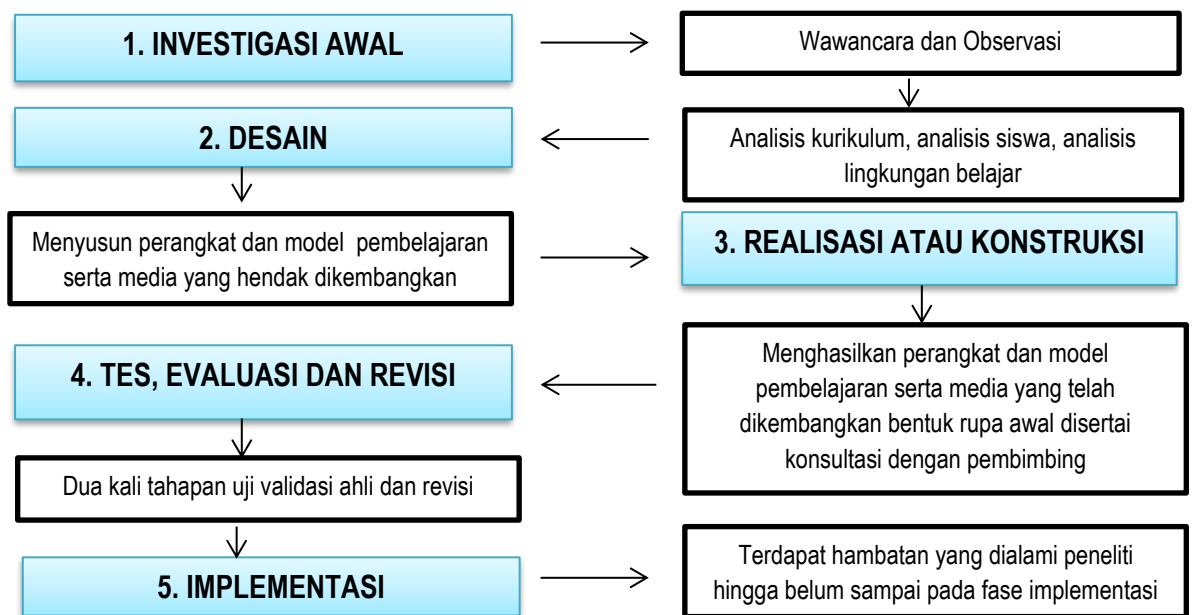 1. INVESTIGASI AWAL
Wawancara dan Observasi
Analisis kurikulum, analisis siswa, analisis
lingkungan belajar
2. DESAIN
Menyusun perangkat dan model pembelajaran
serta media yang hendak dikembangkan
3. REALISASI ATAU KONSTRUKSI
Menghasilkan perangkat dan model
pembelajaran serta media yang telah
dikembangkan bentuk rupa awal disertai
konsultasi dengan pembimbing
4. TES, EVALUASI DAN REVISI
Dua kali tahapan uji validasi ahli dan revisi
5. IMPLEMENTASI
Terdapat hambatan yang dialami peneliti
hingga belum sampai pada fase implementasi